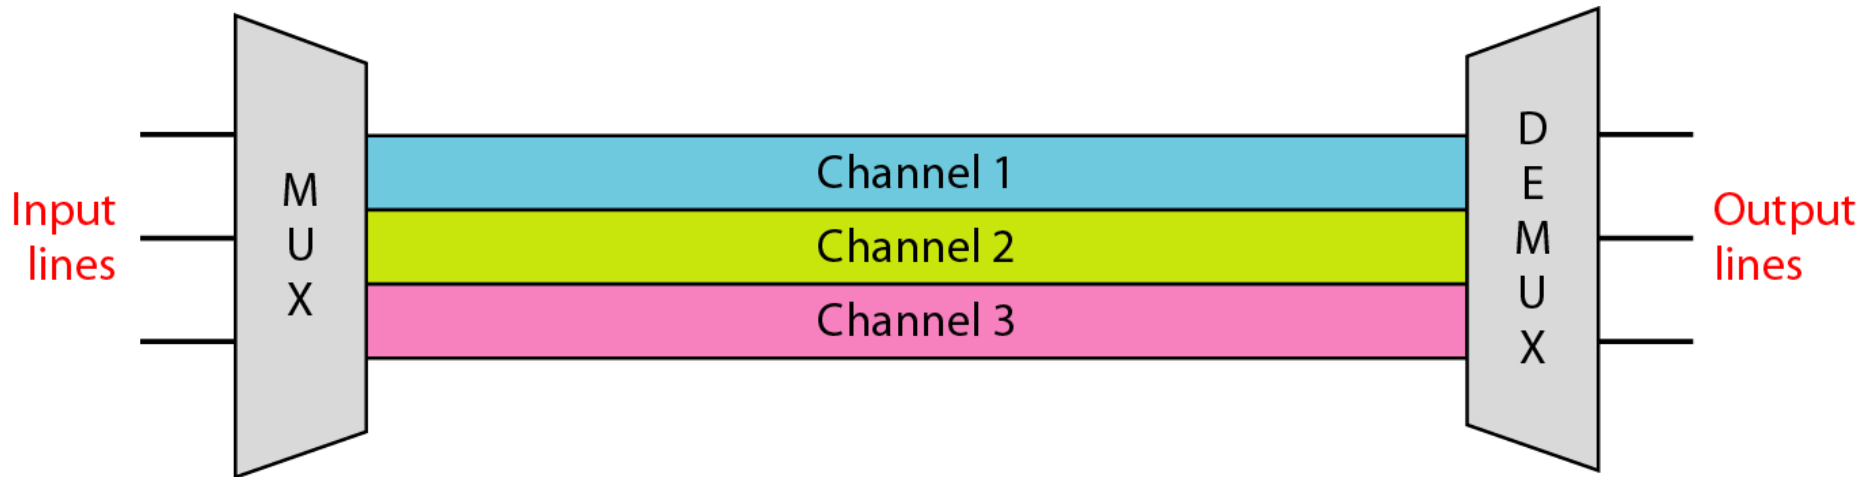 Input
lines
M
U
X
Channel 1
Channel 2
Channel 3
D
E
M
U
X
Output
lines